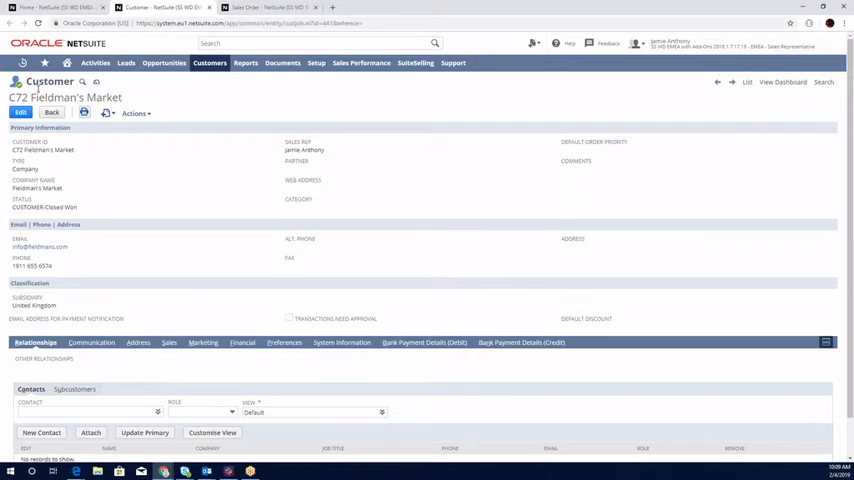 Home - NetSuite (SS WD EMEA
Customer - NetSuite (SS WD EM
Sales Order - NetSuite (SS WD EM
Oracle Corporation [US]
https://system.eu1.netsuite.com/app/common/entity/custjob.nl?id=441&whence=
ORACLE NETSUITE
Search
Help
Feedback
Jamie Anthony
SS WD EMEA with Add-Ons 2018.1.7.17.18 - EMEA - Sales Representative
Activities Leads Opportunities Customers Reports Documents Setup Sales Performance SuiteSelling Support
Customer
List View Dashboard Search
C72 Fieldman's Market
Edit Back Actions
Primary Information
CUSTOMER ID
C72 Fieldman's Market
TYPE
Company
COMPANY NAME
Fieldman's Market
STATUS
CUSTOMER-Closed Won
SALES REP
Jamie Anthony
PARTNER
WEB ADDRESS
CATEGORY
DEFAULT ORDER PRIORITY
COMMENTS
Email | Phone | Address
EMAIL
info@fieldmans.com
PHONE
1911 655 6574
ALT. PHONE
FAX
ADDRESS
Classification
SUBSIDIARY
United Kingdom
EMAIL ADDRESS FOR PAYMENT NOTIFICATION
TRANSACTIONS NEED APPROVAL
DEFAULT DISCOUNT
Relationships Communication Address Sales Marketing Financial Preferences System Information Bank Payment Details (Debit) Bank Payment Details (Credit)
OTHER RELATIONSHIPS
Contacts Subcustomers
CONTACT
ROLE
VIEW *
Default
New Contact Attach Update Primary Customise View
EDIT NAME COMPANY JOB TITLE PHONE EMAIL ROLE REMOVE
No records to show.
10:09 AM
2/4/2019